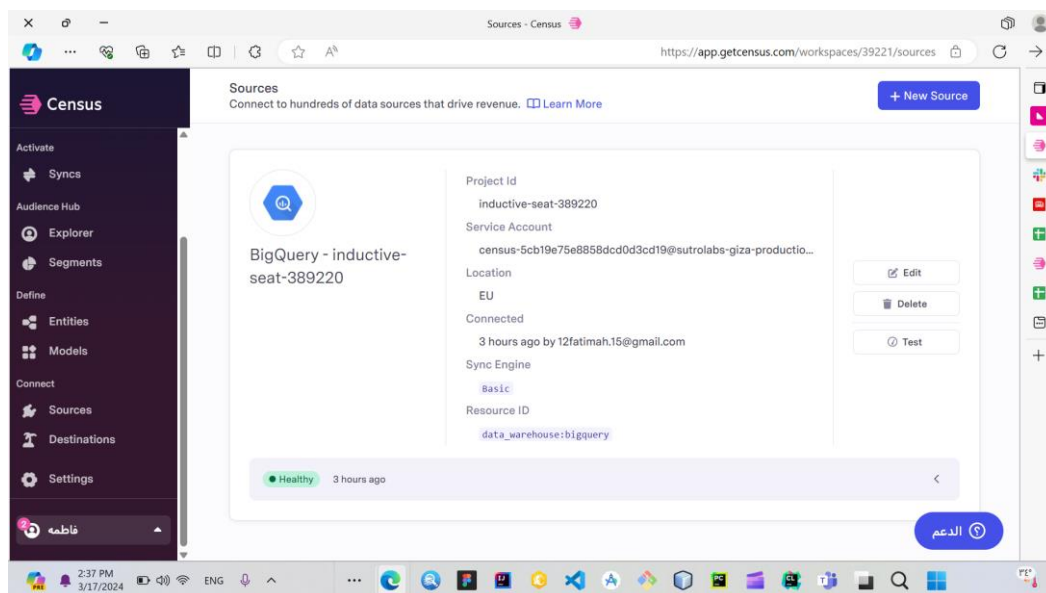 Sources - Census
https://app.getcensus.com/workspaces/39221/sources
Census
Activate
Syncs
Audience Hub
Explorer
Segments
Define
Entities
Models
Connect
Sources
Destinations
Settings
2
فاطمه
Sources
Connect to hundreds of data sources that drive revenue. Learn More
+ New Source
BigQuery - inductive-
seat-389220
Project Id
inductive-seat-389220
Service Account
census-5cb19e75e8858dcd0d3cd19@sutrolabs-giza-productio...
Location
EU
Connected
3 hours ago by 12fatimah.15@gmail.com
Sync Engine
Basic
Resource ID
data_warehouse:bigquery
Edit
Delete
Test
Healthy 3 hours ago
الدعم
2:37 PM
3/17/2024
ENG